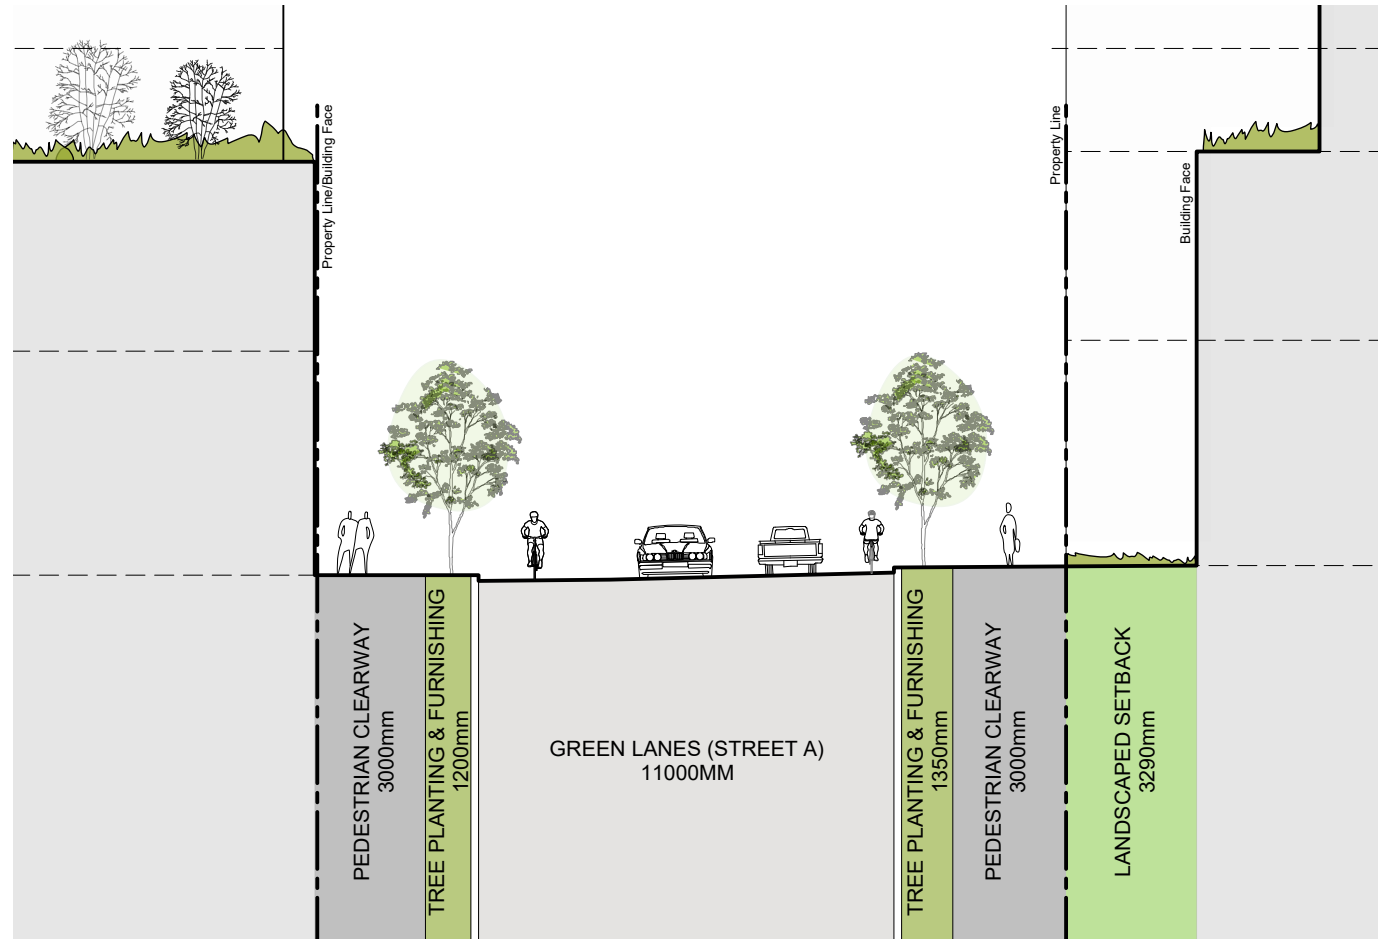 Property Line/Building Face
Property Line
Building Face
PEDESTRIAN CLEARWAY
3000mm
TREE PLANTING & FURNISHING
1200mm
GREEN LANES (STREET A)
11000MM
TREE PLANTING & FURNISHING
1350mm
PEDESTRIAN CLEARWAY
3000mm
LANDSCAPED SETBACK
3290mm